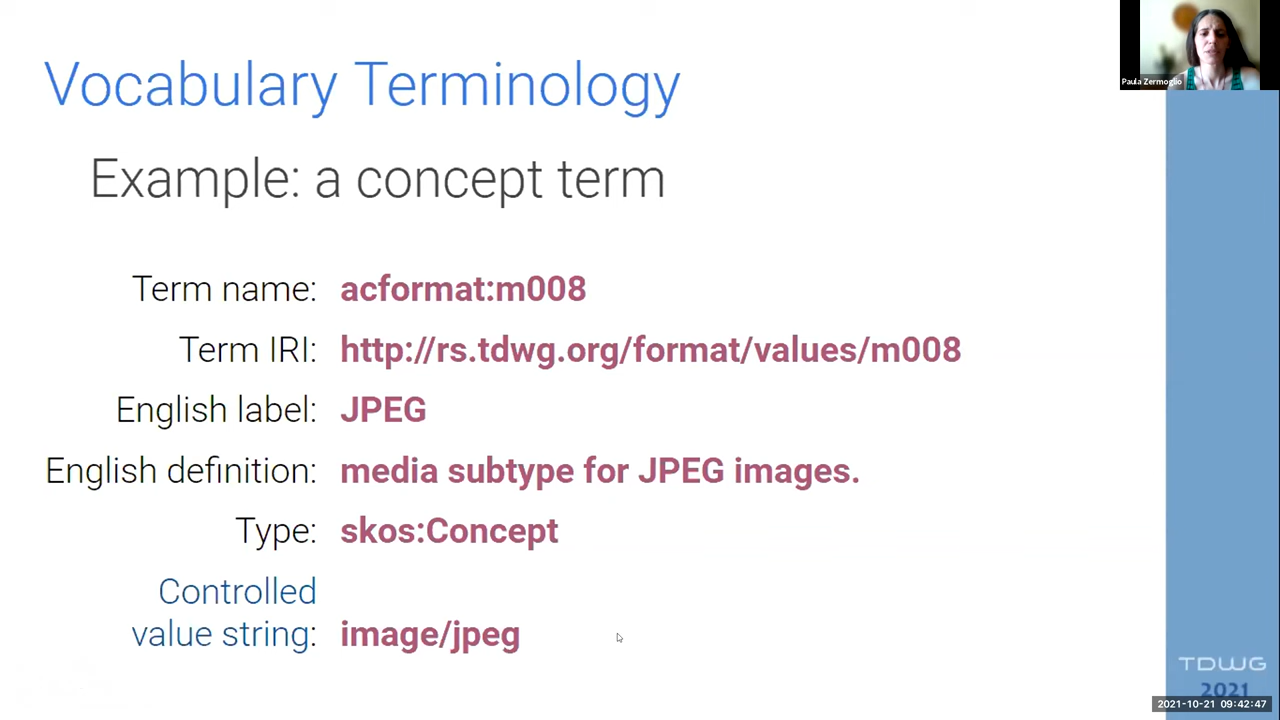 Vocabulary Terminology
Example: a concept term
Term name: acformat:m008
Term IRI: http://rs.tdwg.org/format/values/m008
English label: JPEG
English definition: media subtype for JPEG images.
Type: skos:Concept
Controlled
value string: image/jpeg
Paula Zermoglio
TDWG
2021
2021-10-21 09:42:47